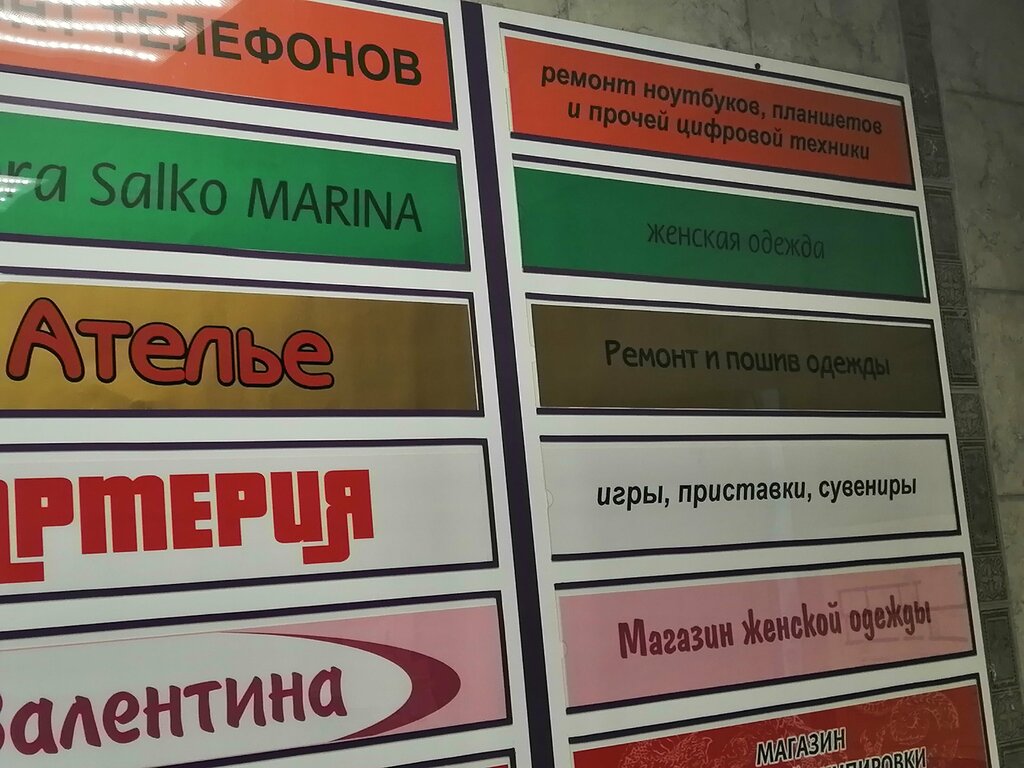 ТЕЛЕФОНОВ
ремонт ноутбуков, планшетов
и прочей цифровой техники
Salko MARINA
женская одежда
Ателье
Ремонт и пошив одежды
АРТЕРИЯ
игры, приставки, сувениры
Валентина
Магазин женской одежды
МАГАЗИН